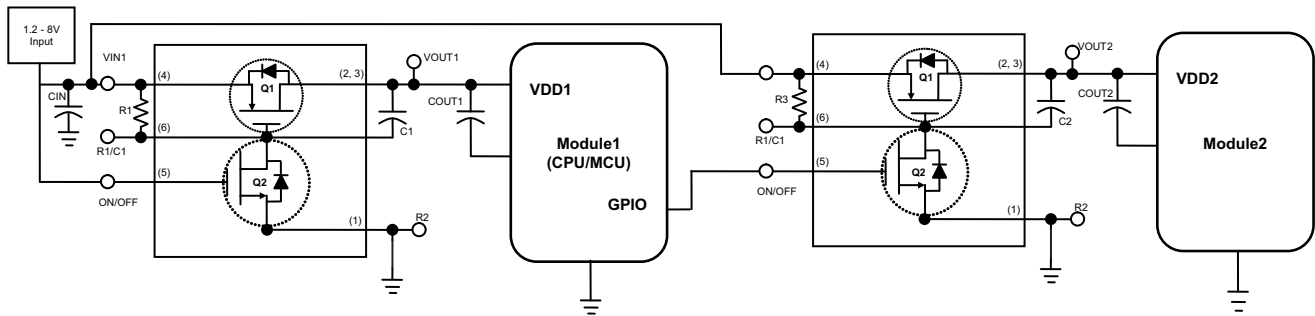 1.2 - 8V
Input
VIN1
CIN
(4)
R1
(6)
R1/C1
(5)
ON/OFF
Q1
Q2
(2, 3)
(1)
R2
C1
VOUT1
COUT1
VDD1
Module1
(CPU/MCU)
GPIO
(4)
R3
(6)
R1/C1
(5)
ON/OFF
Q1
Q2
(2, 3)
(1)
R2
C2
VOUT2
COUT2
VDD2
Module2